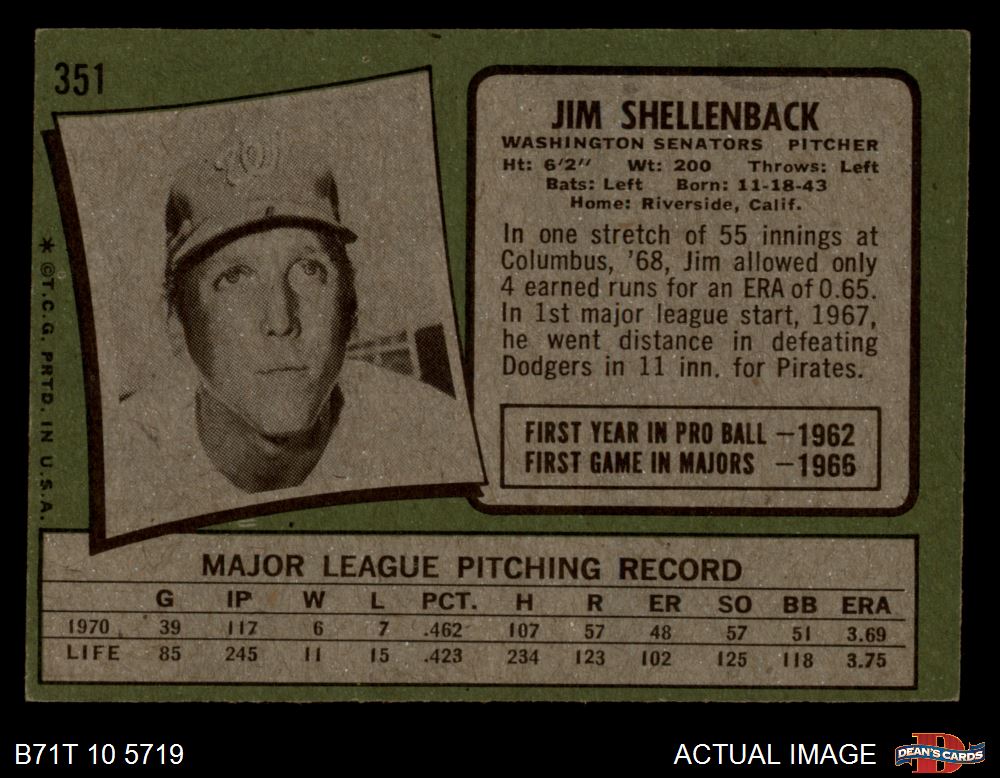 351
JIM SHELLENBACK
WASHINGTON SENATORS PITCHER
Ht: 6'2" Wt: 200 Throws: Left
Bats: Left Born: 11-18-43
Home: Riverside, Calif.
In one stretch of 55 innings at
Columbus, '68, Jim allowed only
4 earned runs for an ERA of 0.65.
In 1st major league start, 1967,
he went distance in defeating
Dodgers in 11 inn. for Pirates.
FIRST YEAR IN PRO BALL —1962
FIRST GAME IN MAJORS —1966
* ©T.C.G. PRTD. IN U.S.A.
MAJOR LEAGUE PITCHING RECORD
G IP W L PCT. H R ER SO BB ERA
1970 39 117 6 7 .462 107 57 48 57 51 3.69
LIFE 85 245 11 15 .423 234 123 102 125 118 3.75
B71T 10 5719
ACTUAL IMAGE
D
DEAN'S CARDS